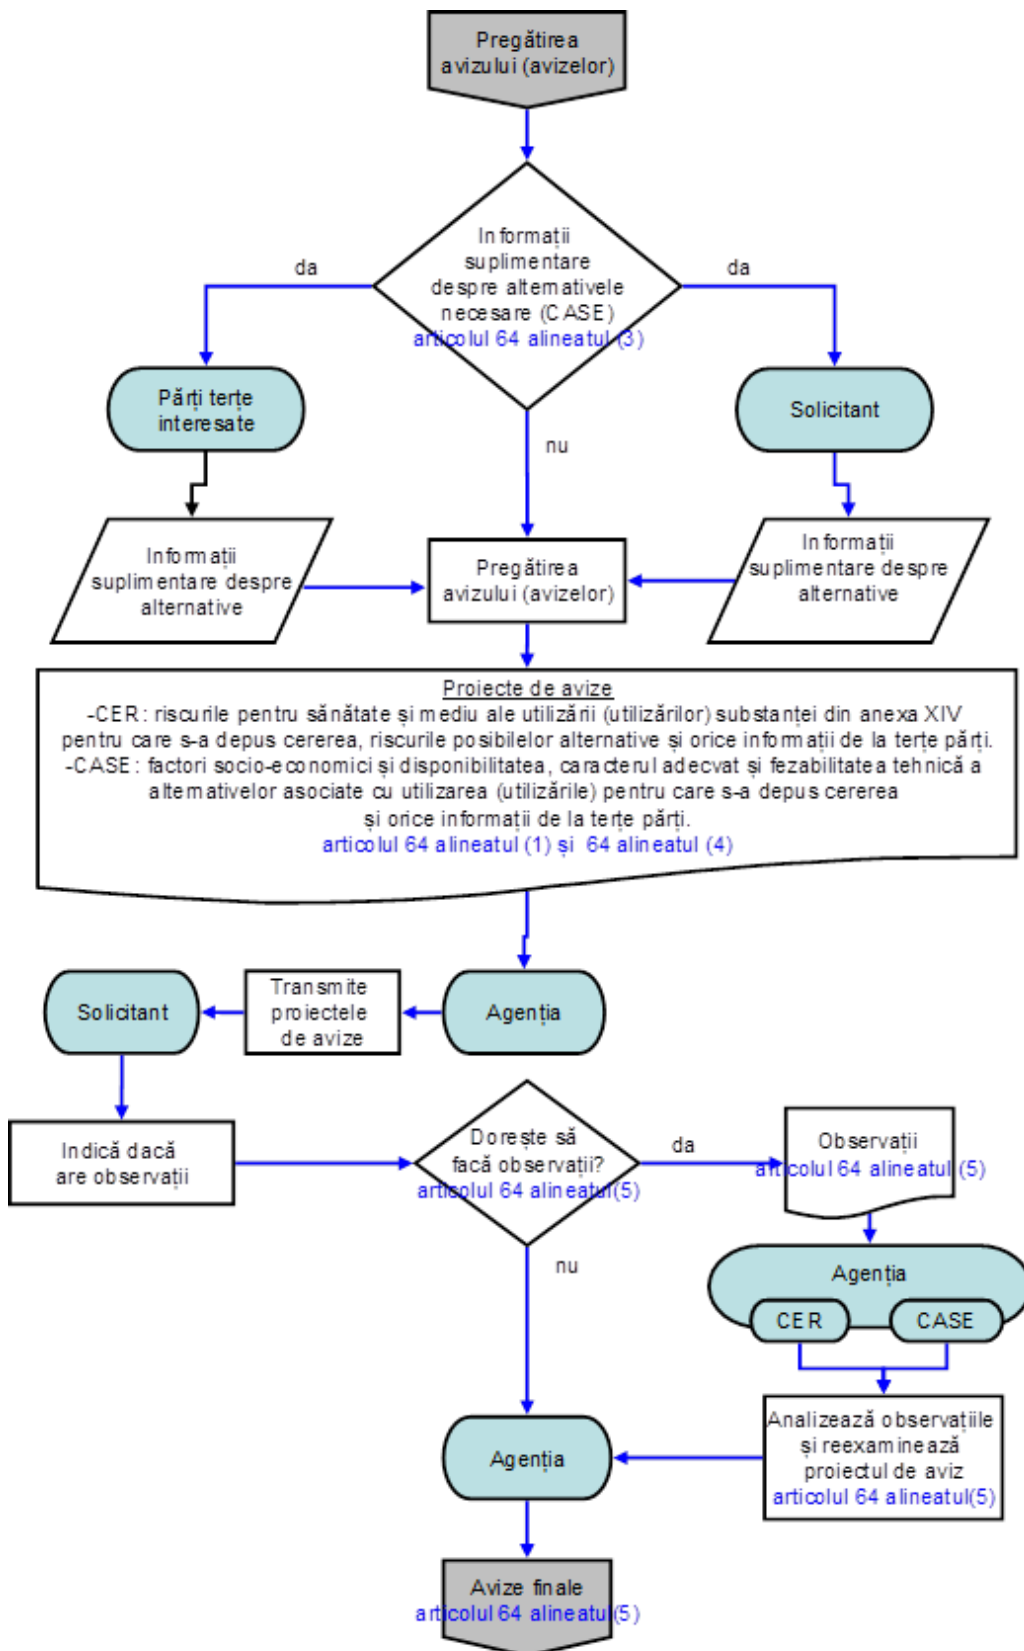 Pregătirea
avizului (avizelor)
Informații
suplimentare
despre alternativele
necesare (CASE)
articolul 64 alineatul (3)
da
da
Părți terțe
interesate
Solicitant
nu
Informații
suplimentare despre
alternative
Pregătirea
avizului (avizelor)
Informații
suplimentare despre
alternative
Proiecte de avize
-CER: riscurile pentru sănătate și mediu ale utilizării (utilizărilor) substanței din anexa XIV
pentru care s-a depus cererea, riscurile posibilelor alternative și orice informații de la terțe părți.
-CASE: factori socio-economici și disponibilitatea, caracterul adecvat și fezabilitatea tehnică a
alternativelor asociate cu utilizarea (utilizările) pentru care s-a depus cererea
și orice informații de la terțe părți.
articolul 64 alineatul (1) și 64 alineatul (4)
Solicitant
Transmite
proiectele
de avize
Agenția
Indică dacă
are observații
Dorește să
facă observații?
articolul 64 alineatul(5)
da
Observații
articolul 64 alineatul (5)
nu
Agenția
CER
CASE
Analizează observațiile
și reexaminează
proiectul de aviz
articolul 64 alineatul(5)
Agenția
Avize finale
articolul 64 alineatul(5)